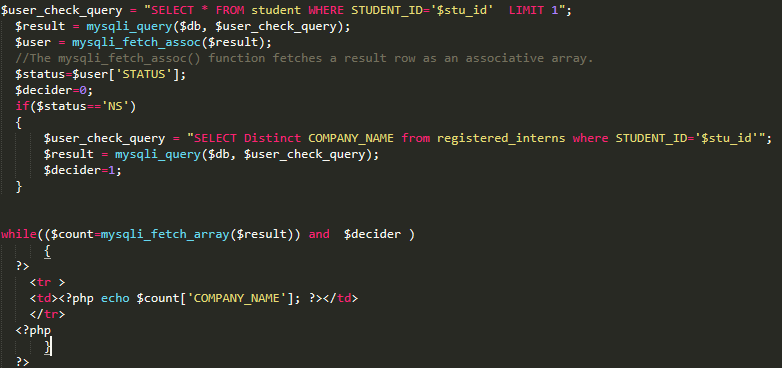 $user_check_query = "SELECT * FROM student WHERE STUDENT_ID='$stu_id'  LIMIT 1";
  $result = mysqli_query($db, $user_check_query);
  $user = mysqli_fetch_assoc($result);
  //The mysqli_fetch_assoc() function fetches a result row as an associative array.
  $status=$user['STATUS'];
  $decider=0;
  if($status=='NS')
  {
      $user_check_query = "SELECT Distinct COMPANY_NAME from registered_interns where STUDENT_ID='$stu_id'";
      $result = mysqli_query($db, $user_check_query);
      $decider=1;
  }
while(($count=mysqli_fetch_array($result)) and  $decider )
      {
  ?>
    <tr >
    <td><?php echo $count['COMPANY_NAME']; ?></td>
    </tr>
  <?php
      }
  ?>